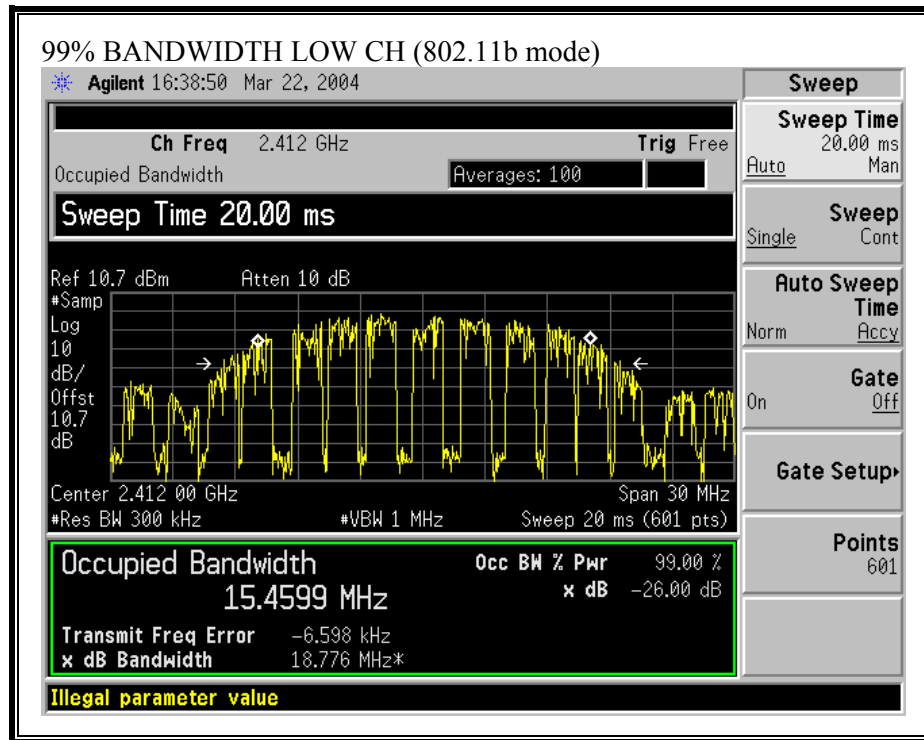 99% BANDWIDTH LOW CH (802.11b mode)
Agilent 16:38:50 Mar 22, 2004
Sweep
Ch Freq 2.412 GHz Trig Free
Occupied Bandwidth Averages: 100
Sweep Time 20.00 ms
Ref 10.7 dBm Atten 10 dB
#Samp
Log
10
dB/
Offst
10.7
dB
Center 2.412 00 GHz Span 30 MHz
#Res BW 300 kHz #VBW 1 MHz Sweep 20 ms (601 pts)
Occupied Bandwidth Occ BW % Pwr 99.00 %
15.4599 MHz x dB -26.00 dB
Transmit Freq Error -6.598 kHz
x dB Bandwidth 18.776 MHz*
Illegal parameter value
Sweep Time
20.00 ms
Auto Man
Sweep
Single Cont
Auto Sweep
Time
Norm Accy
Gate
On Off
Gate Setup▸
Points
601